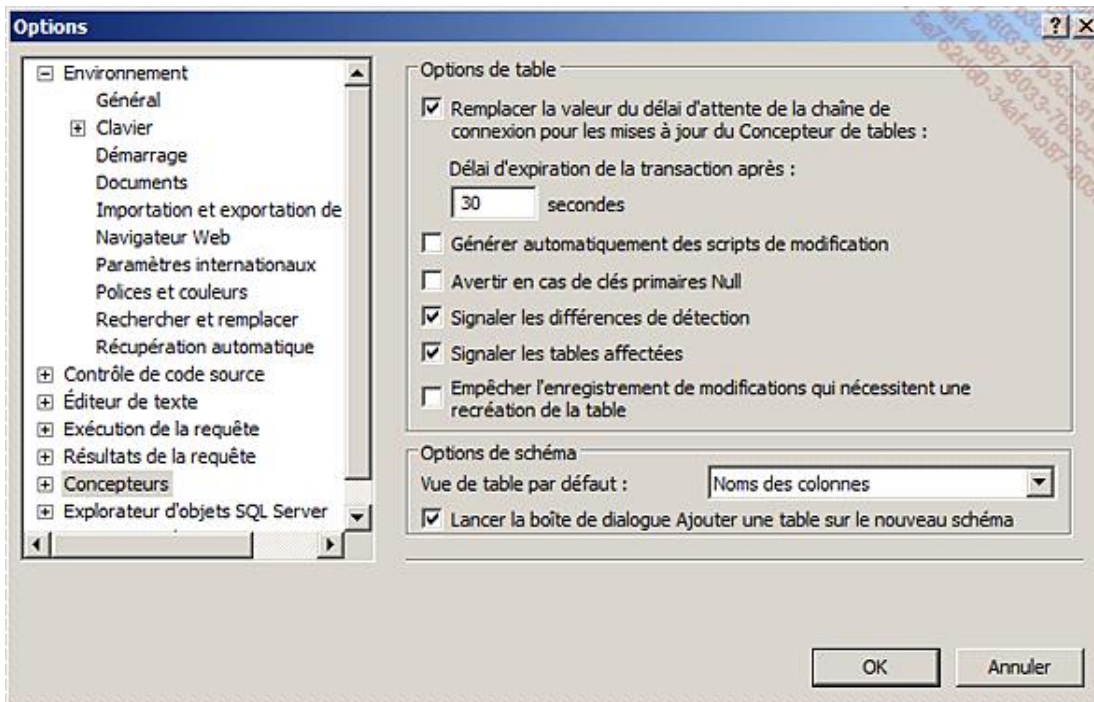 Options
Environnement
Général
Clavier
Démarrage
Documents
Importation et exportation de
Navigateur Web
Paramètres internationaux
Polices et couleurs
Rechercher et remplacer
Récupération automatique
Contrôle de code source
Éditeur de texte
Exécution de la requête
Résultats de la requête
Concepteurs
Explorateur d'objets SQL Server
Options de table
Remplacer la valeur du délai d'attente de la chaîne de
connexion pour les mises à jour du Concepteur de tables :
Délai d'expiration de la transaction après :
30 secondes
Générer automatiquement des scripts de modification
Avertir en cas de clés primaires Null
Signaler les différences de détection
Signaler les tables affectées
Empêcher l'enregistrement de modifications qui nécessitent une
recréation de la table
Options de schéma
Vue de table par défaut : Noms des colonnes
Lancer la boîte de dialogue Ajouter une table sur le nouveau schéma
OK Annuler